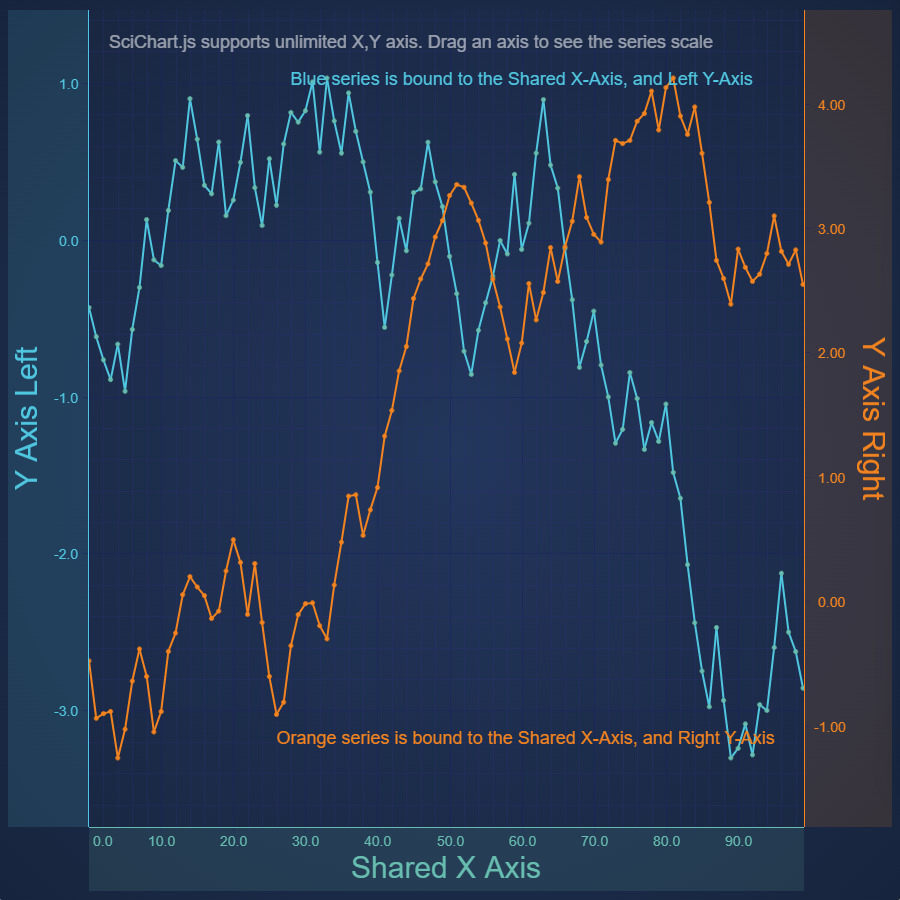 SciChart.js supports unlimited X,Y axis. Drag an axis to see the series scale
Blue series is bound to the Shared X-Axis, and Left Y-Axis
1.0
0.0
-1.0
-2.0
-3.0
Y Axis Left
4.00
3.00
2.00
1.00
0.00
-1.00
Y Axis Right
Orange series is bound to the Shared X-Axis, and Right Y-Axis
0.0 10.0 20.0 30.0 40.0 50.0 60.0 70.0 80.0 90.0
Shared X Axis